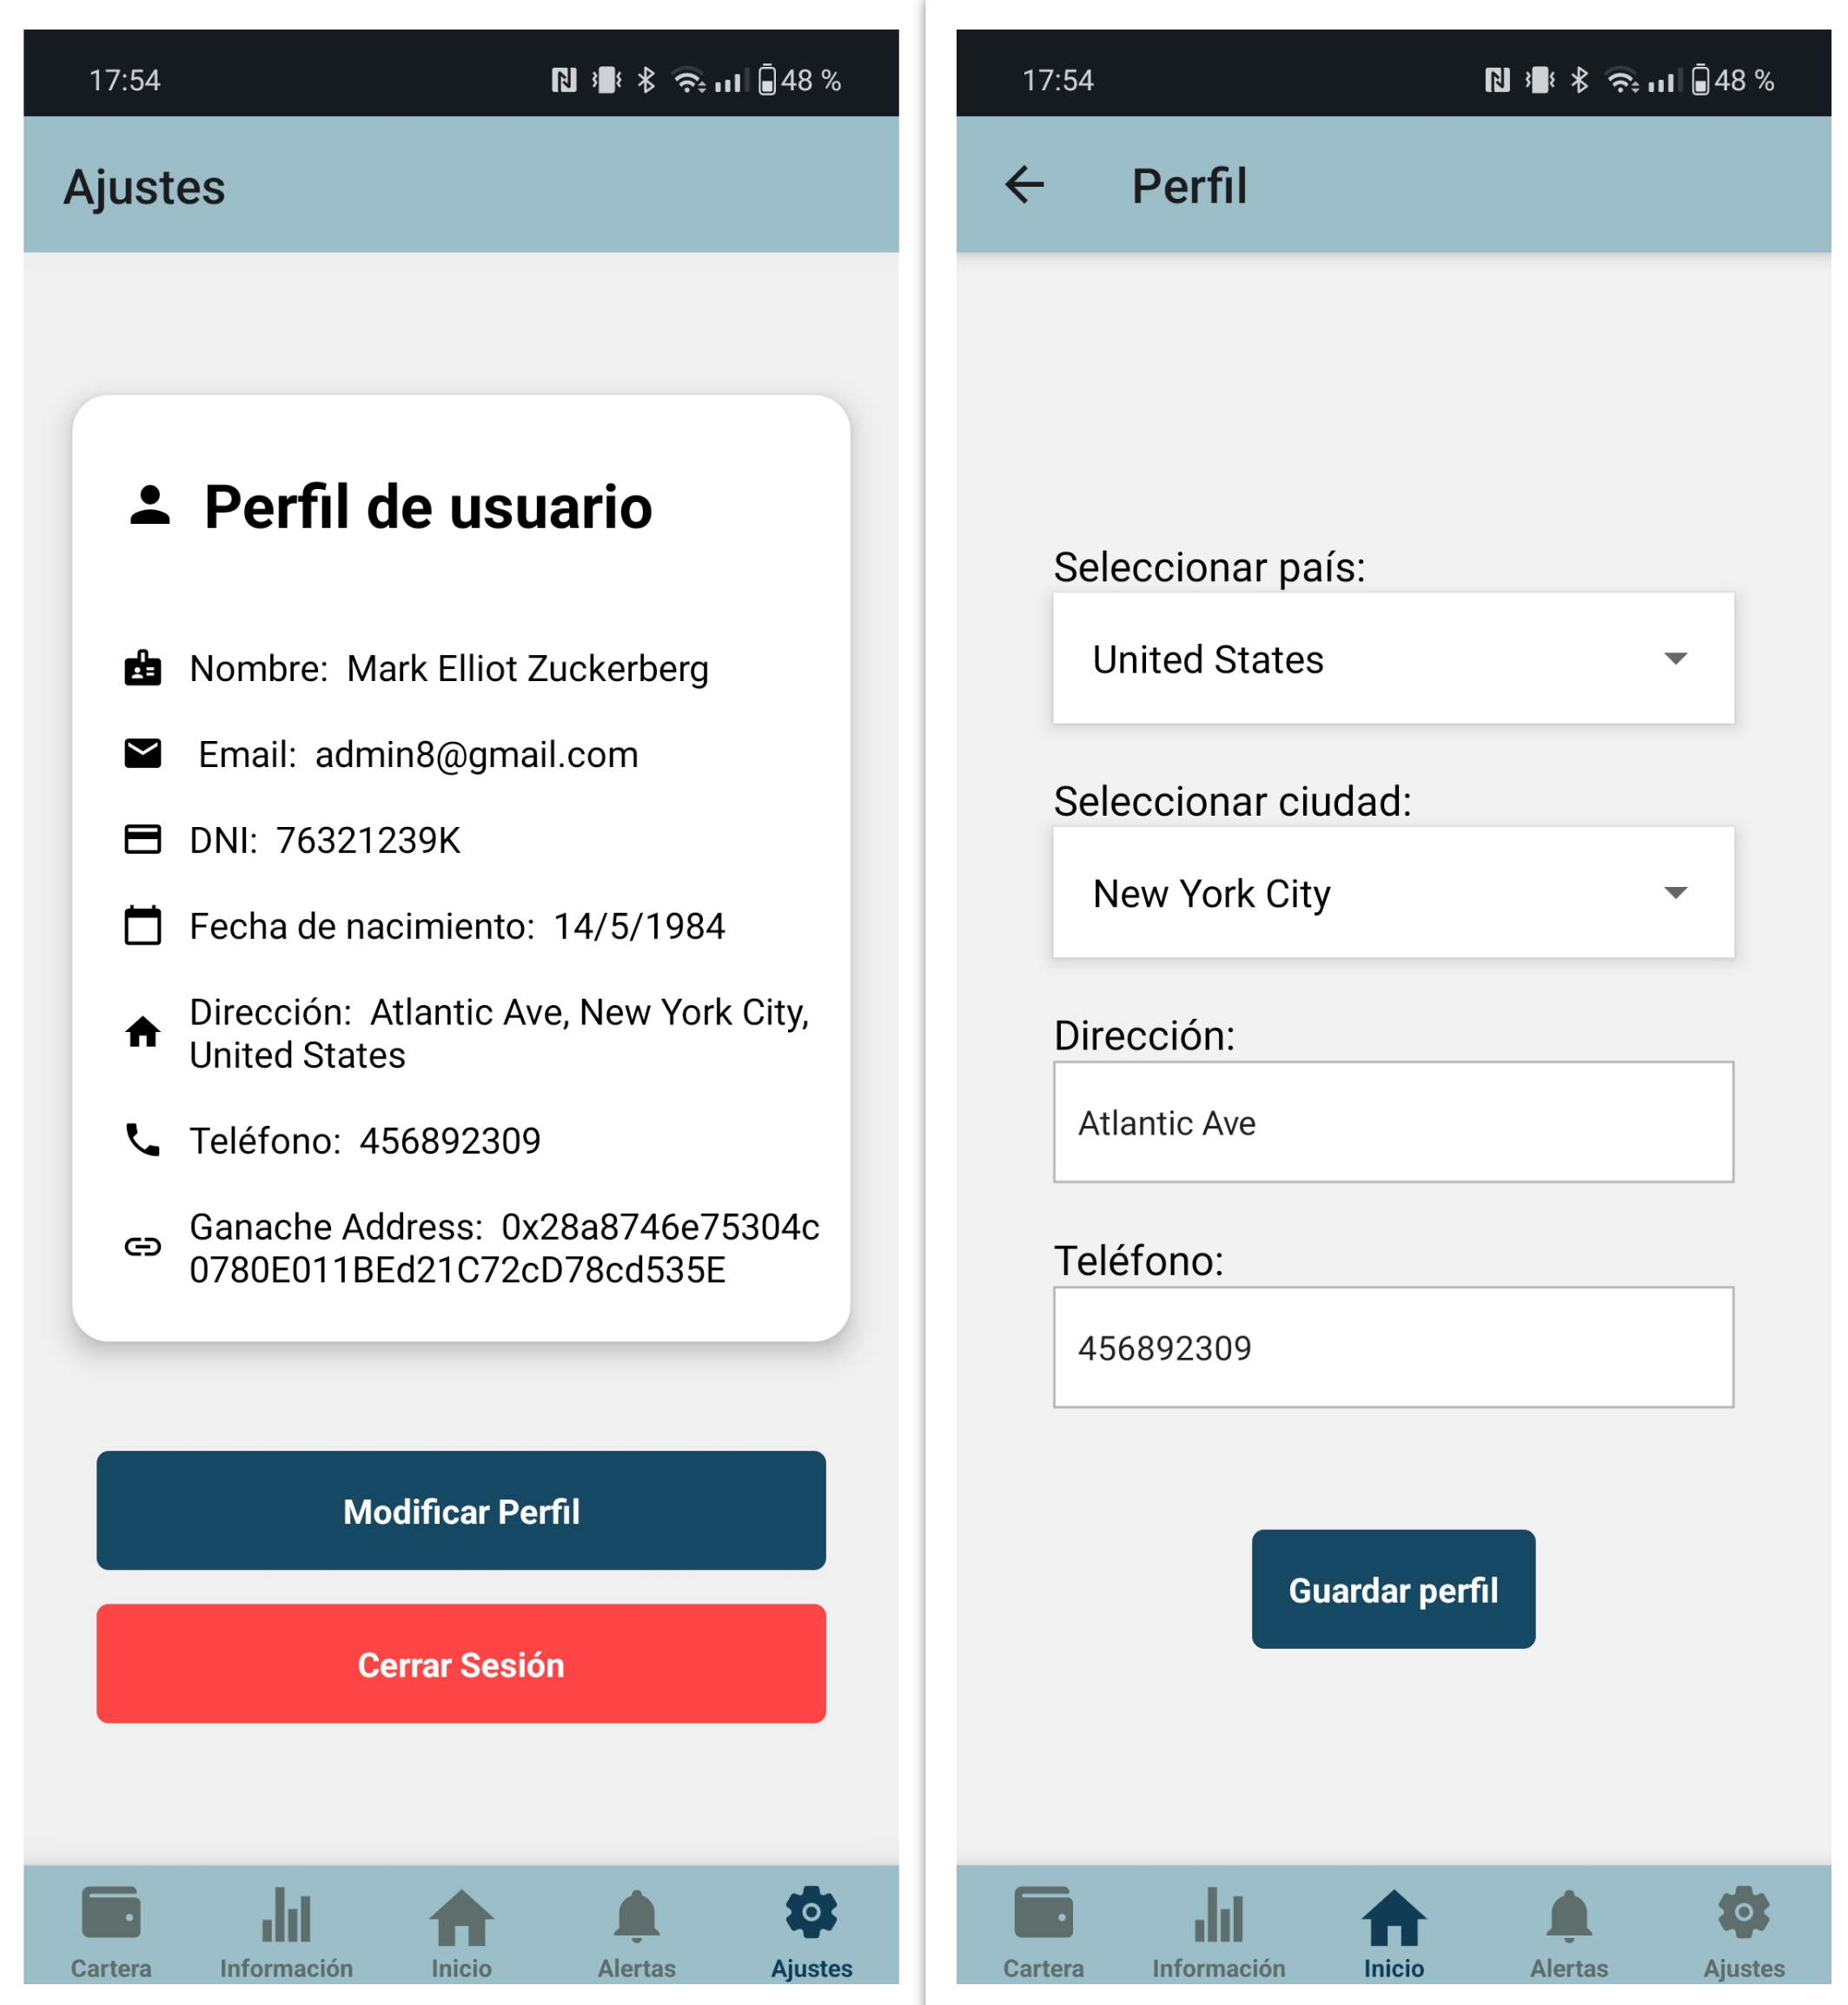 17:54
48 %
Ajustes
Perfil de usuario
Nombre: Mark Elliot Zuckerberg
Email: admin8@gmail.com
DNI: 76321239K
Fecha de nacimiento: 14/5/1984
Dirección: Atlantic Ave, New York City,
United States
Teléfono: 456892309
Ganache Address: 0x28a8746e75304c
0780E011BEd21C72cD78cd535E
Modificar Perfil
Cerrar Sesión
Cartera Información Inicio Alertas Ajustes
17:54
48 %
Perfil
Seleccionar país:
United States
Seleccionar ciudad:
New York City
Dirección:
Atlantic Ave
Teléfono:
456892309
Guardar perfil
Cartera Información Inicio Alertas Ajustes